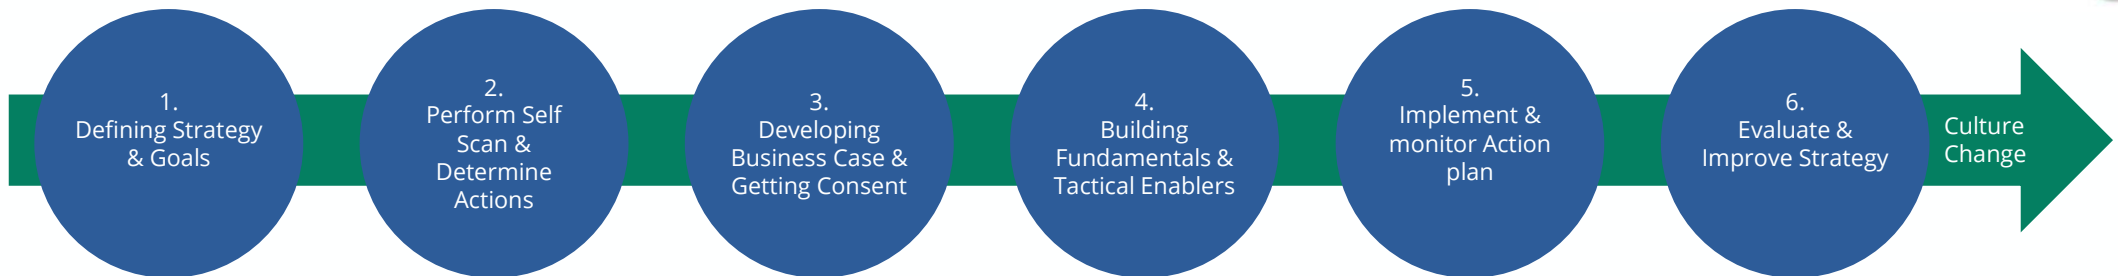 1.
Defining Strategy
& Goals
2.
Perform Self
Scan &
Determine
Actions
3.
Developing
Business Case &
Getting Consent
4.
Building
Fundamentals &
Tactical Enablers
5.
Implement &
monitor Action
plan
6.
Evaluate &
Improve Strategy
Culture
Change